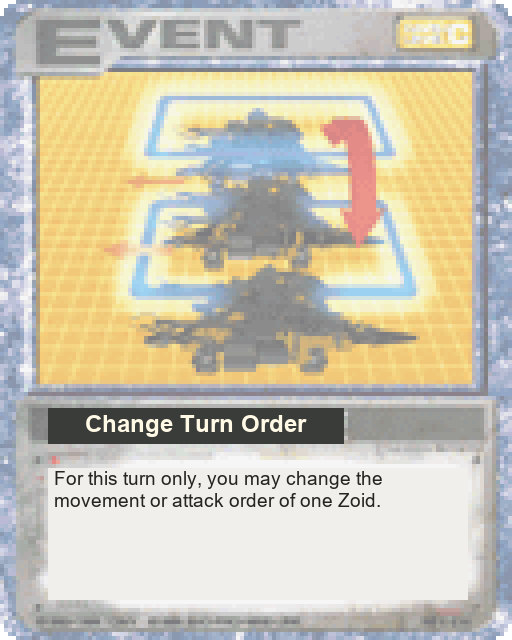 EVENT
C
Change Turn Order
For this turn only, you may change the
movement or attack order of one Zoid.